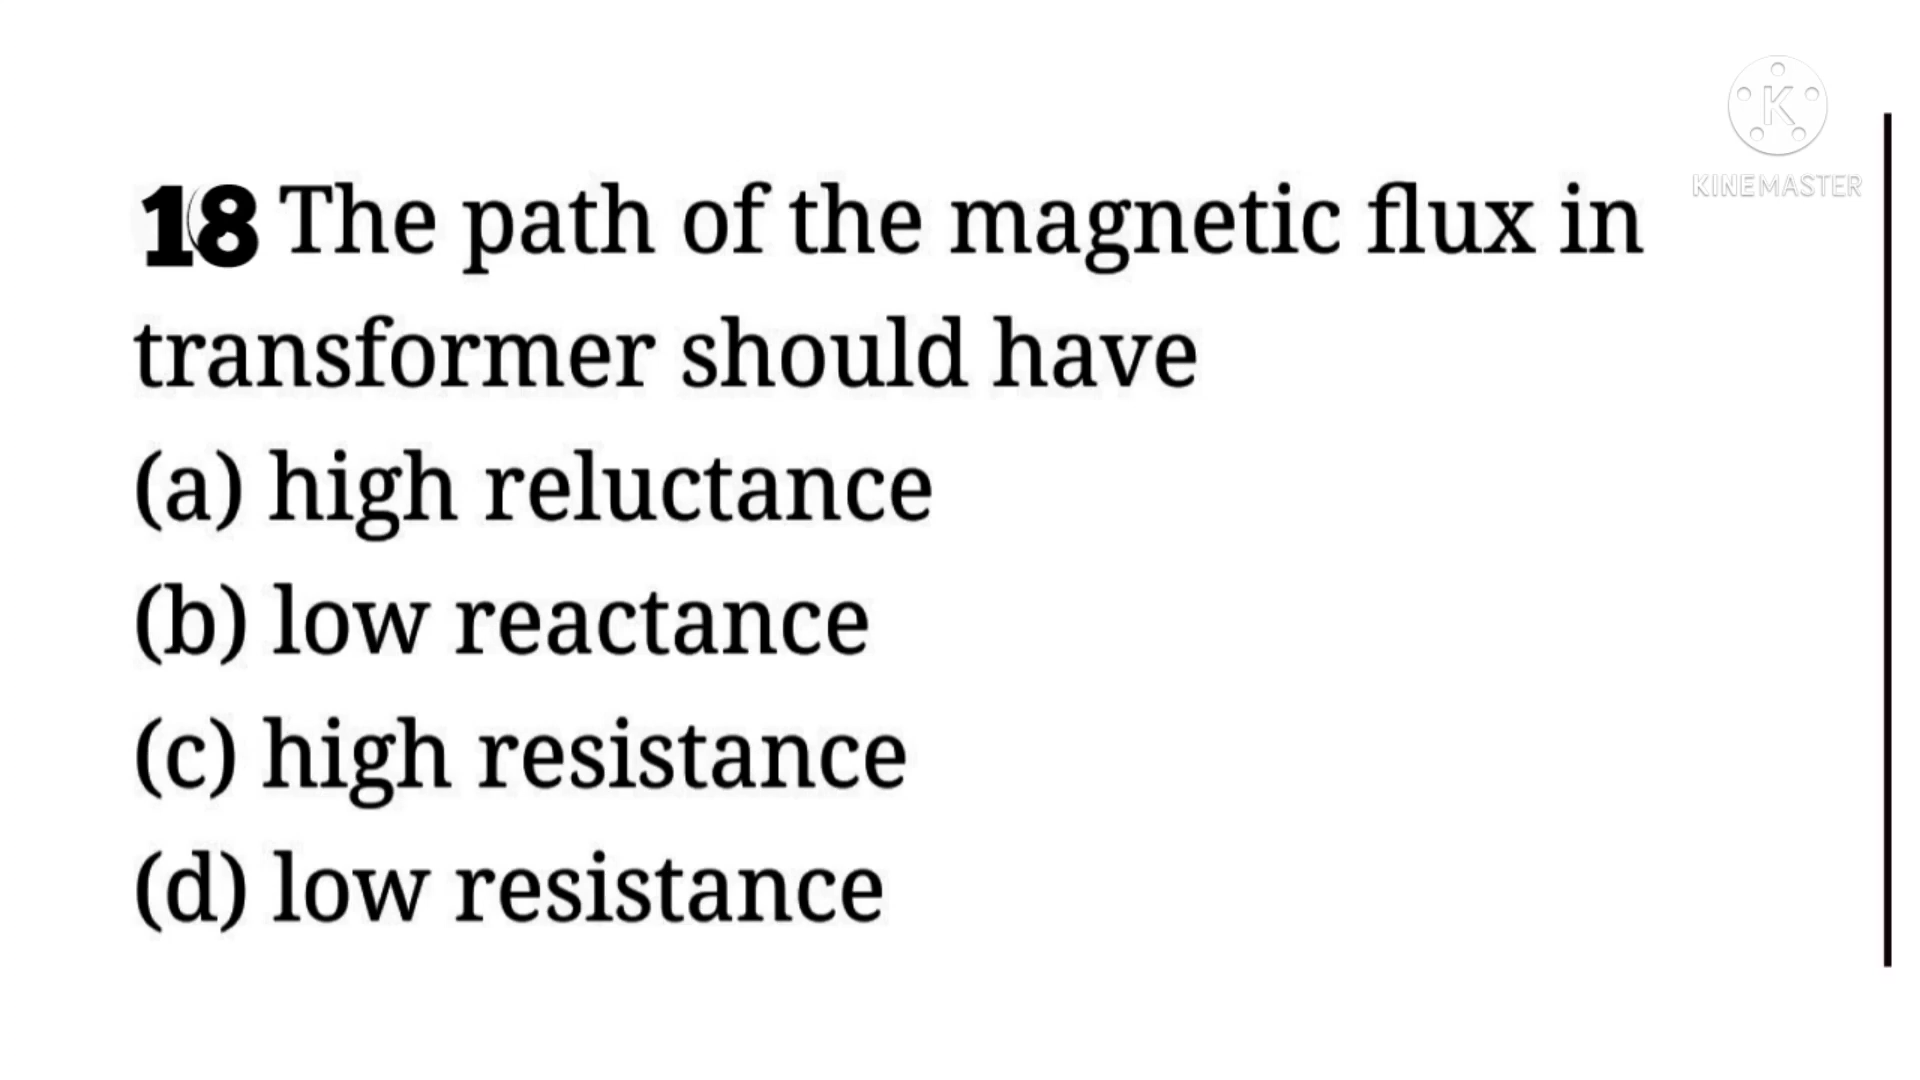 KINEMASTER
18 The path of the magnetic flux in
transformer should have
(a) high reluctance
(b) low reactance
(c) high resistance
(d) low resistance